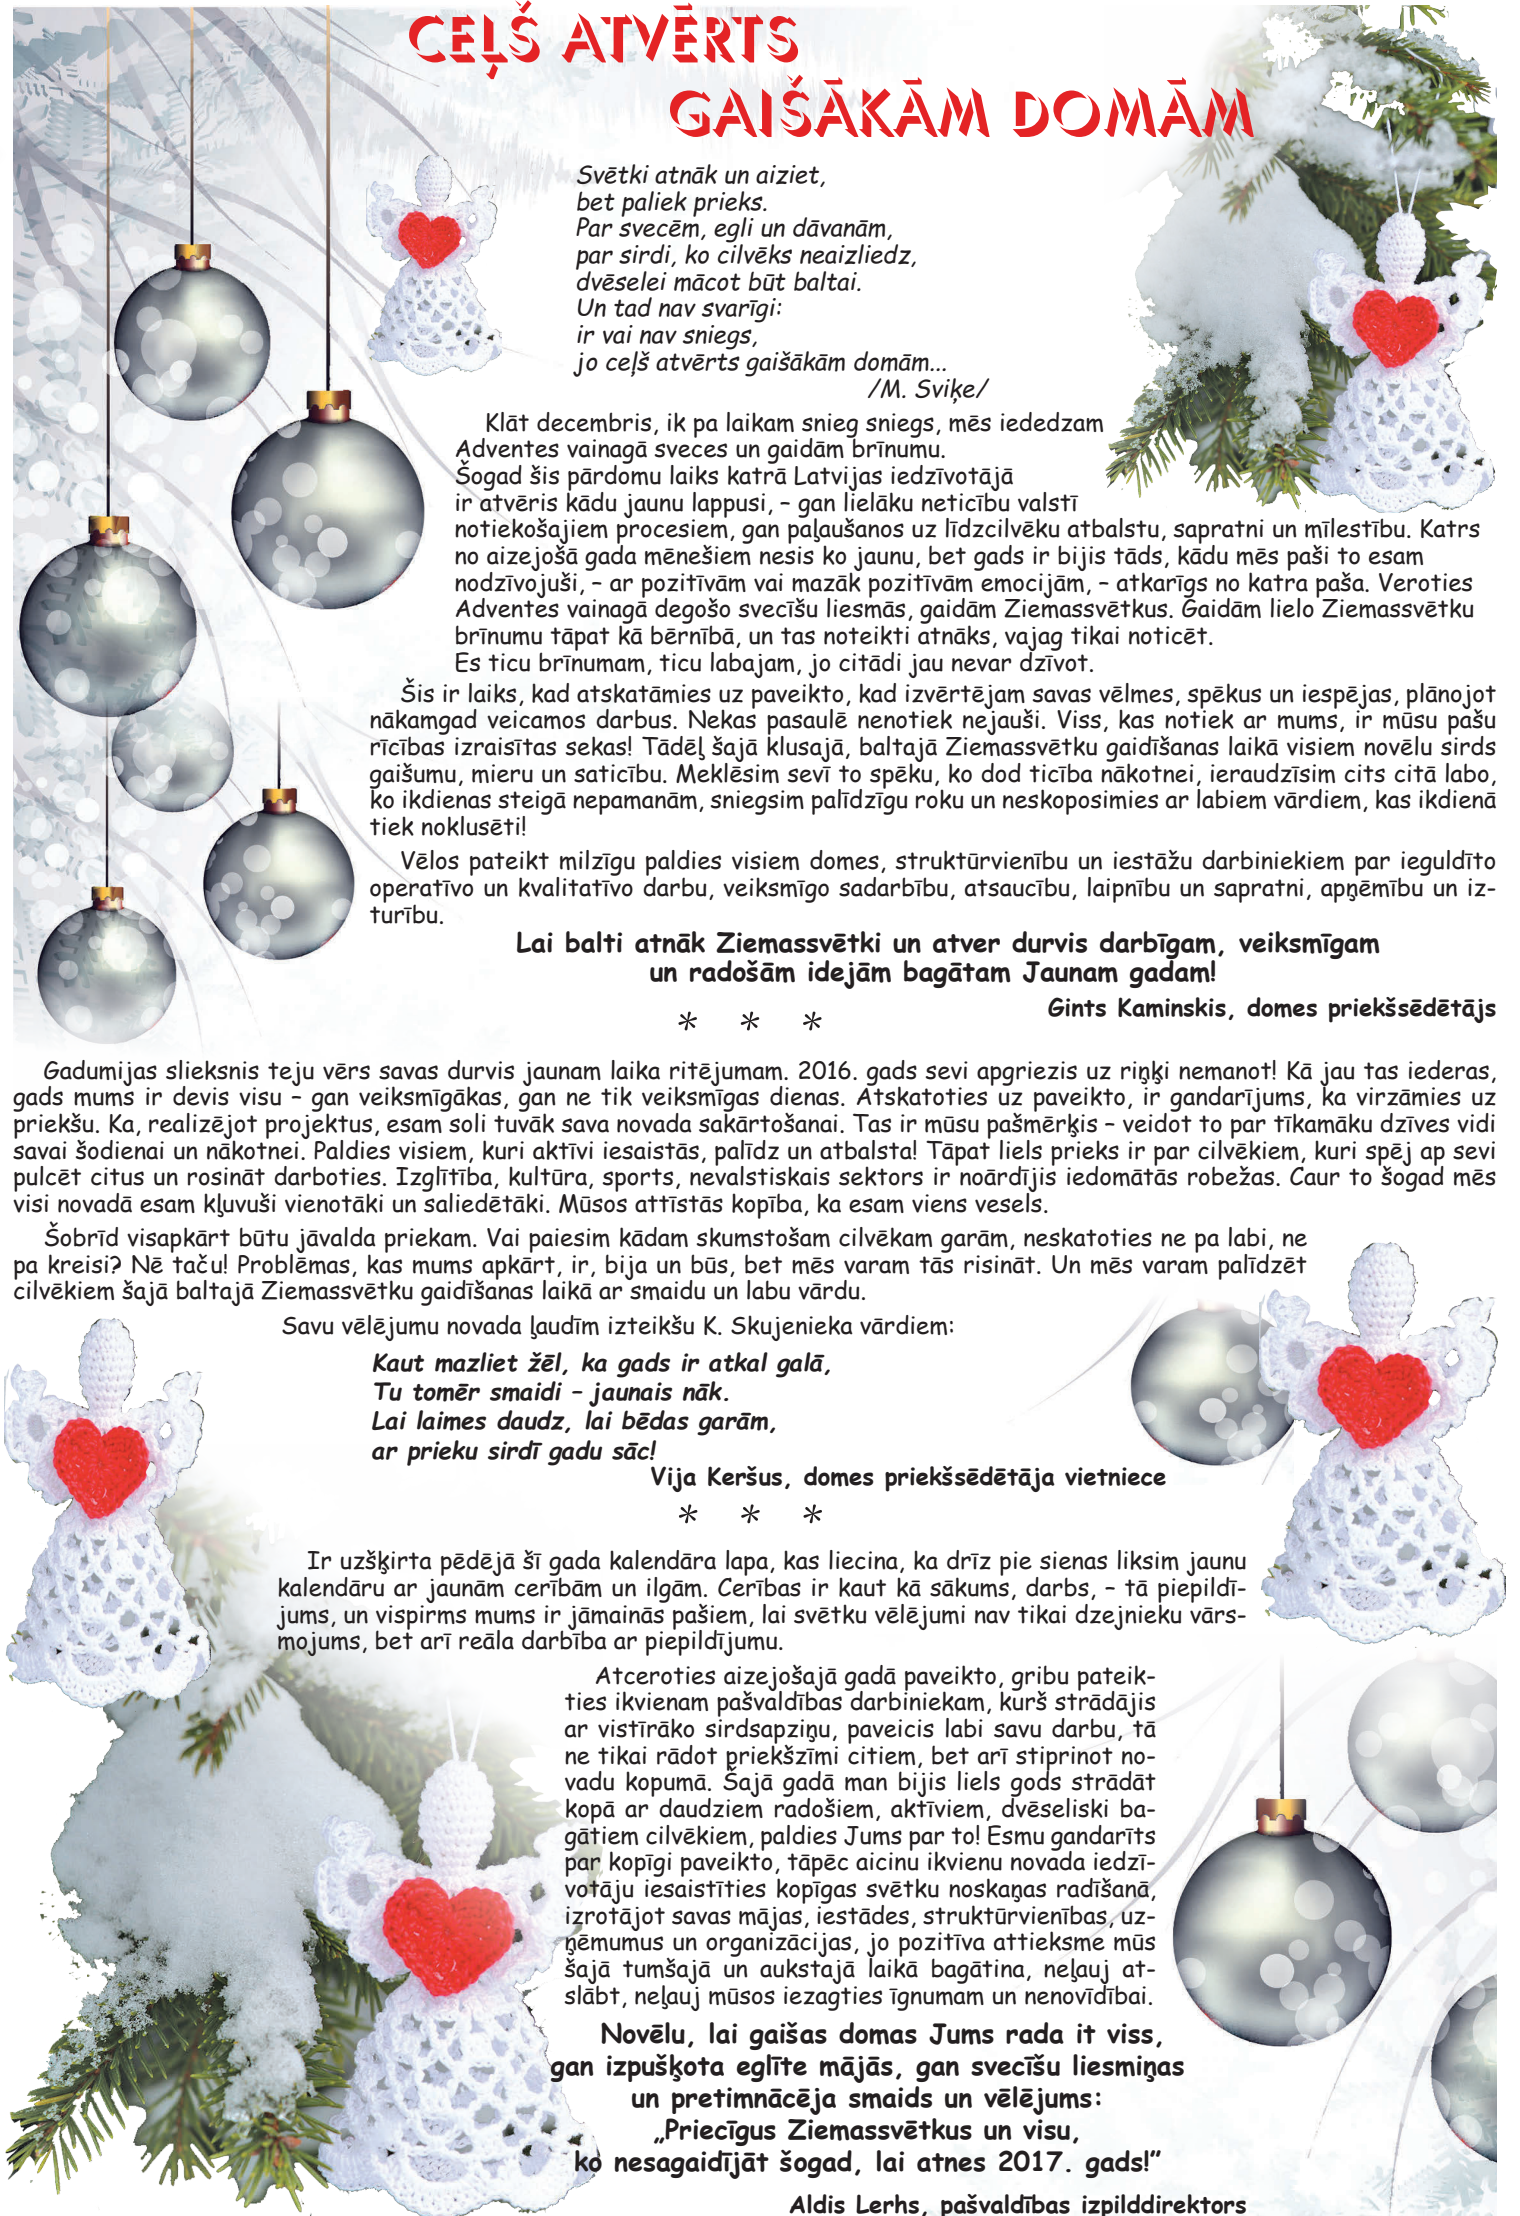 CEĻŠ ATVĒRTS
GAIŠĀKĀM DOMĀM
Svētki atnāk un aiziet,
bet paliek prieks.
Par svecēm, egli un dāvanām,
par sirdi, ko cilvēks neaizliedz,
dvēselei mācot būt baltai.
Un tad nav svarīgi:
ir vai nav sniegs,
jo ceļš atvērts gaišākām domām...
/M. Sviķe/
Klāt decembris, ik pa laikam snieg sniegs, mēs iededzam
Adventes vainagā sveces un gaidām brīnumu.
Šogad šis pārdomu laiks katrā Latvijas iedzīvotājā
ir atvēris kādu jaunu lappusi, – gan lielāku neticību valstī
notiekošajiem procesiem, gan paļaušanos uz līdzcilvēku atbalstu, sapratni un mīlestību. Katrs
no aizejošā gada mēnešiem nesis ko jaunu, bet gads ir bijis tāds, kādu mēs paši to esam
nodzīvojuši, – ar pozitīvām vai mazāk pozitīvām emocijām, – atkarīgs no katra paša. Veroties
Adventes vainagā degošo svecīšu liesmās, gaidām Ziemassvētkus. Gaidām lielo Ziemassvētku
brīnumu tāpat kā bērnībā, un tas noteikti atnāks, vajag tikai noticēt.
Es ticu brīnumam, ticu labajam, jo citādi jau nevar dzīvot.
Šis ir laiks, kad atskatāmies uz paveikto, kad izvērtējam savas vēlmes, spēkus un iespējas, plānojot
nākamgad veicamos darbus. Nekas pasaulē nenotiek nejauši. Viss, kas notiek ar mums, ir mūsu pašu
rīcības izraisītas sekas! Tādēļ šajā klusajā, baltajā Ziemassvētku gaidīšanas laikā visiem novēlu sirds
gaišumu, mieru un saticību. Meklēsim sevī to spēku, ko dod ticība nākotnei, ieraudzīsim cits citā labo,
ko ikdienas steigā nepamanām, sniegsim palīdzīgu roku un neskoposimies ar labiem vārdiem, kas ikdienā
tiek noklusēti!
Vēlos pateikt milzīgu paldies visiem domes, struktūrvienību un iestāžu darbiniekiem par ieguldīto
operatīvo un kvalitatīvo darbu, veiksmīgo sadarbību, atsaucību, laipnību un sapratni, apņēmību un iz-
turību.
Lai balti atnāk Ziemassvētki un atver durvis darbīgam, veiksmīgam
un radošām idejām bagātam Jaunam gadam!
Gints Kaminskis, domes priekšsēdētājs
* * *
Gadumijas slieksnis teju vērs savas durvis jaunam laika ritējumam. 2016. gads sevi apgriezis uz riņķi nemanot! Kā jau tas iederas,
gads mums ir devis visu – gan veiksmīgākas, gan ne tik veiksmīgas dienas. Atskatoties uz paveikto, ir gandarījums, ka virzāmies uz
priekšu. Ka, realizējot projektus, esam soli tuvāk sava novada sakārtošanai. Tas ir mūsu pašmērķis – veidot to par tīkamāku dzīves vidi
savai šodienai un nākotnei. Paldies visiem, kuri aktīvi iesaistās, palīdz un atbalsta! Tāpat liels prieks ir par cilvēkiem, kuri spēj ap sevi
pulcēt citus un rosināt darboties. Izglītība, kultūra, sports, nevalstiskais sektors ir noārdījis iedomātās robežas. Caur to šogad mēs
visi novadā esam kļuvuši vienotāki un saliedētāki. Mūsos attīstās kopība, ka esam viens vesels.
Šobrīd visapkārt būtu jāvalda priekam. Vai paiesim kādam skumstošam cilvēkam garām, neskatoties ne pa labi, ne
pa kreisi? Nē taču! Problēmas, kas mums apkārt, ir, bija un būs, bet mēs varam tās risināt. Un mēs varam palīdzēt
cilvēkiem šajā baltajā Ziemassvētku gaidīšanas laikā ar smaidu un labu vārdu.
Savu vēlējumu novada ļaudīm izteikšu K. Skujenieka vārdiem:
Kaut mazliet žēl, ka gads ir atkal galā,
Tu tomēr smaidi – jaunais nāk.
Lai laimes daudz, lai bēdas garām,
ar prieku sirdī gadu sāc!
Vija Keršus, domes priekšsēdētāja vietniece
* * *
Ir uzšķirta pēdējā šī gada kalendāra lapa, kas liecina, ka drīz pie sienas liksim jaunu
kalendāru ar jaunām cerībām un ilgām. Cerības ir kaut kā sākums, darbs, – tā piepildī-
jums, un vispirms mums ir jāmainās pašiem, lai svētku vēlējumi nav tikai dzejnieku vārs-
mojums, bet arī reāla darbība ar piepildījumu.
Atceroties aizejošajā gadā paveikto, gribu pateik-
ties ikvienam pašvaldības darbiniekam, kurš strādājis
ar vistīrāko sirdsapziņu, paveicis labi savu darbu, tā
ne tikai rādot priekšzīmi citiem, bet arī stiprinot no-
vadu kopumā. Šajā gadā man bijis liels gods strādāt
kopā ar daudziem radošiem, aktīviem, dvēseliski ba-
gātiem cilvēkiem, paldies Jums par to! Esmu gandarīts
par kopīgi paveikto, tāpēc aicinu ikvienu novada iedzī-
votāju iesaistīties kopīgas svētku noskaņas radīšanā,
izrotājot savas mājas, iestādes, struktūrvienības, uz-
ņēmumus un organizācijas, jo pozitīva attieksme mūs
šajā tumšajā un aukstajā laikā bagātina, neļauj at-
slābt, neļauj mūsos iezagties īgnumam un nenovīdībai.
Novēlu, lai gaišas domas Jums rada it viss,
gan izpušķota eglīte mājās, gan svecīšu liesmiņas
un pretimnācēja smaids un vēlējums:
„Priecīgus Ziemassvētkus un visu,
ko nesagaidījāt šogad, lai atnes 2017. gads!”
Aldis Lerhs, pašvaldības izpilddirektors